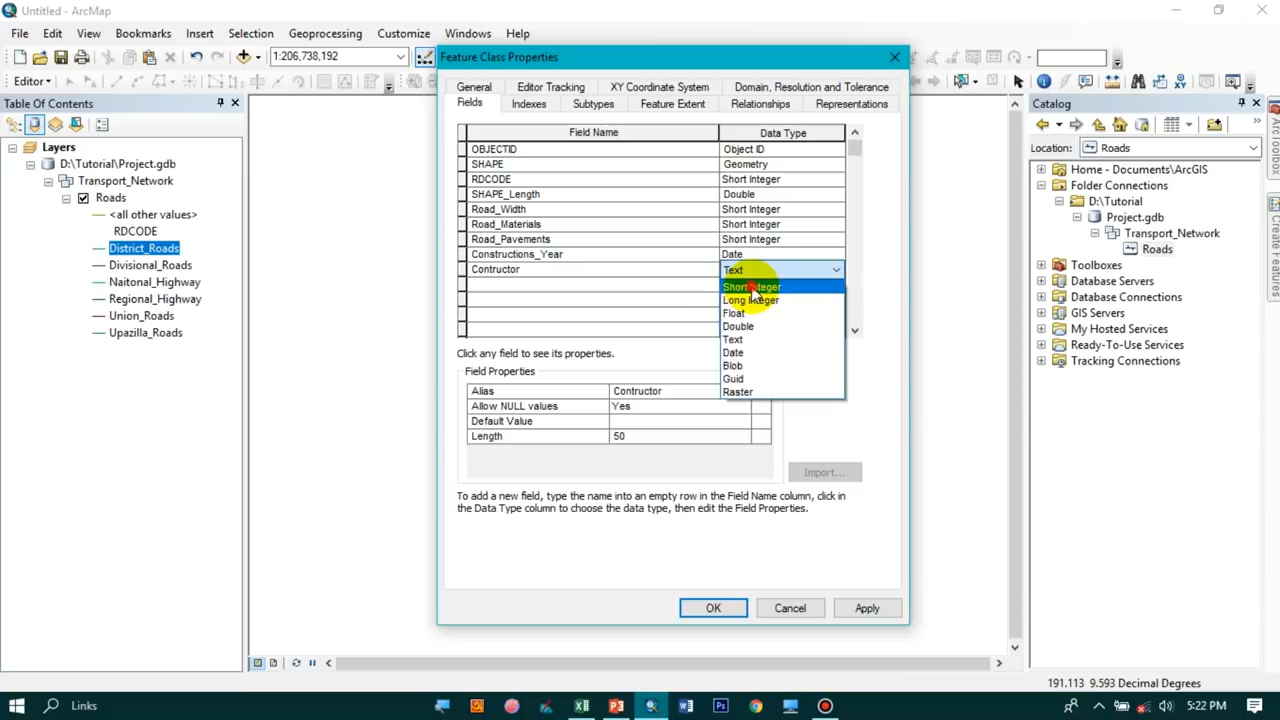 Untitled - ArcMap
File Edit View Bookmarks Insert Selection Geoprocessing Customize Windows Help
1:206,738,192
Editor
Table Of Contents
Layers
D:\Tutorial\Project.gdb
Transport_Network
Roads
<all other values>
RDCODE
District_Roads
Divisional_Roads
Naitonal_Highway
Regional_Highway
Union_Roads
Upazilla_Roads
Feature Class Properties
General Editor Tracking XY Coordinate System Domain, Resolution and Tolerance
Fields Indexes Subtypes Feature Extent Relationships Representations
Field Name Data Type
OBJECTID Object ID
SHAPE Geometry
RDCODE Short Integer
SHAPE_Length Double
Road_Width Short Integer
Road_Materials Short Integer
Road_Pavements Short Integer
Constructions_Year Date
Contructor Text
Short Integer
Long Integer
Float
Double
Text
Date
Blob
Guid
Raster
Click any field to see its properties.
Field Properties
Alias Contructor
Allow NULL values Yes
Default Value
Length 50
Import...
To add a new field, type the name into an empty row in the Field Name column, click in
the Data Type column to choose the data type, then edit the Field Properties.
OK Cancel Apply
Catalog
Location: Roads
Home - Documents\ArcGIS
Folder Connections
D:\Tutorial
Project.gdb
Transport_Network
Roads
Toolboxes
Database Servers
Database Connections
GIS Servers
My Hosted Services
Ready-To-Use Services
Tracking Connections
ArcToolbox
Create Features
191.113 9.593 Decimal Degrees
Links
5:22 PM